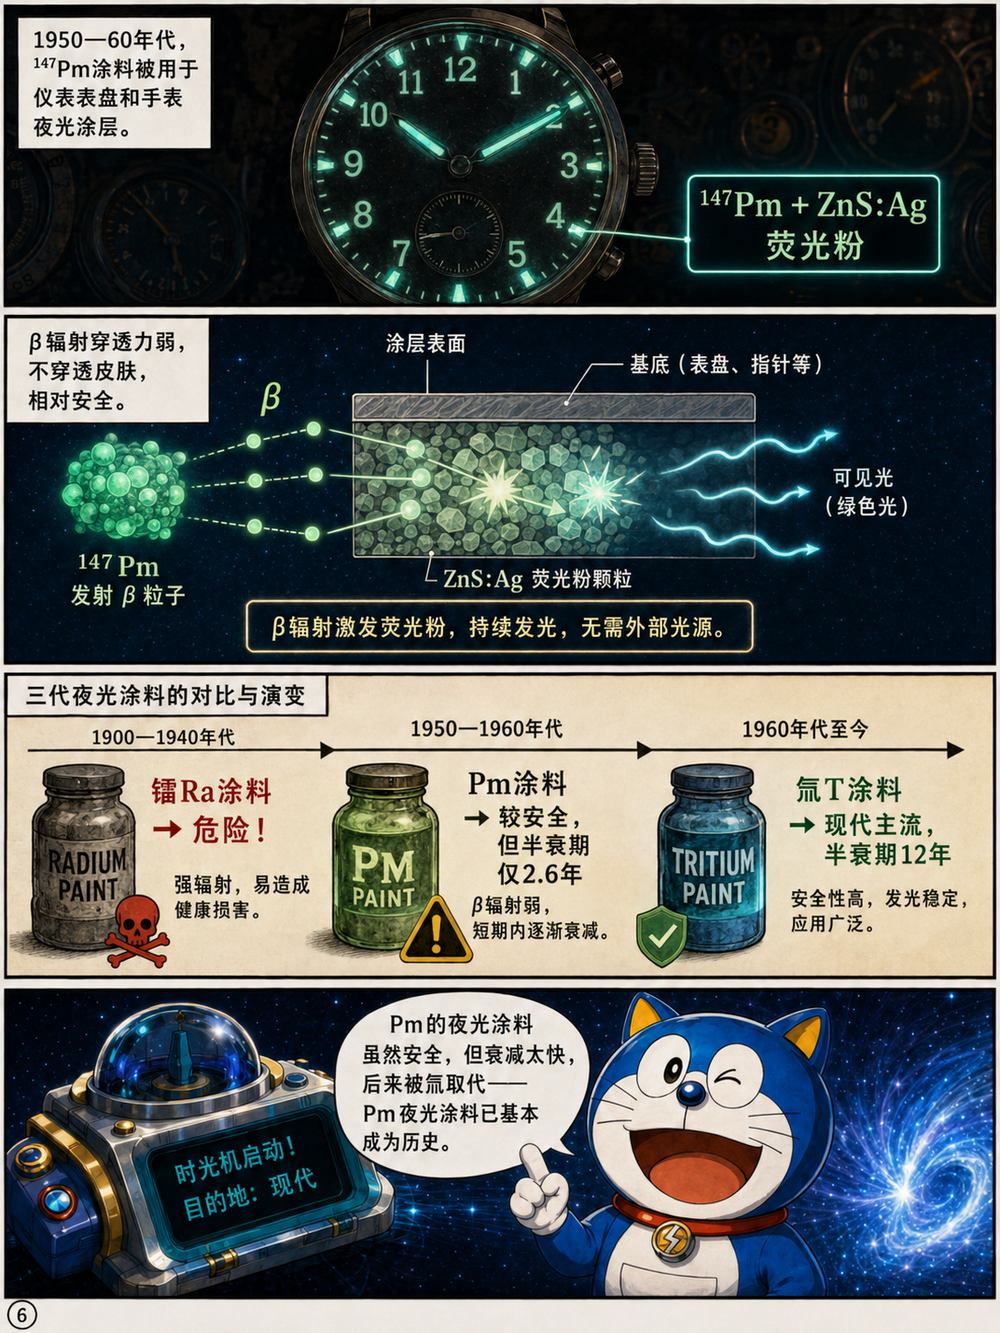 1950—60年代，
¹⁴⁷Pm涂料被用于
仪表表盘和手表
夜光涂层。
12
1
2
3
4
5
7
8
9
10
11
¹⁴⁷Pm + ZnS:Ag
荧光粉
β辐射穿透力弱，
不穿透皮肤，
相对安全。
涂层表面
基底（表盘、指针等）
β
可见光
（绿色光）
¹⁴⁷Pm
发射 β 粒子
ZnS:Ag 荧光粉颗粒
β辐射激发荧光粉，持续发光，无需外部光源。
三代夜光涂料的对比与演变
1900—1940年代
1950—1960年代
1960年代至今
RADIUM
PAINT
镭Ra涂料
→ 危险！
强辐射，易造成
健康损害。
PM
PAINT
Pm涂料
→ 较安全，
但半衰期
仅2.6年
β辐射弱，
短期内逐渐衰减。
TRITIUM
PAINT
氚T涂料
→ 现代主流，
半衰期12年
安全性高，发光稳定，
应用广泛。
时光机启动！
目的地：现代
Pm的夜光涂料
虽然安全，但衰减太快，
后来被氚取代——
Pm夜光涂料已基本
成为历史。
6